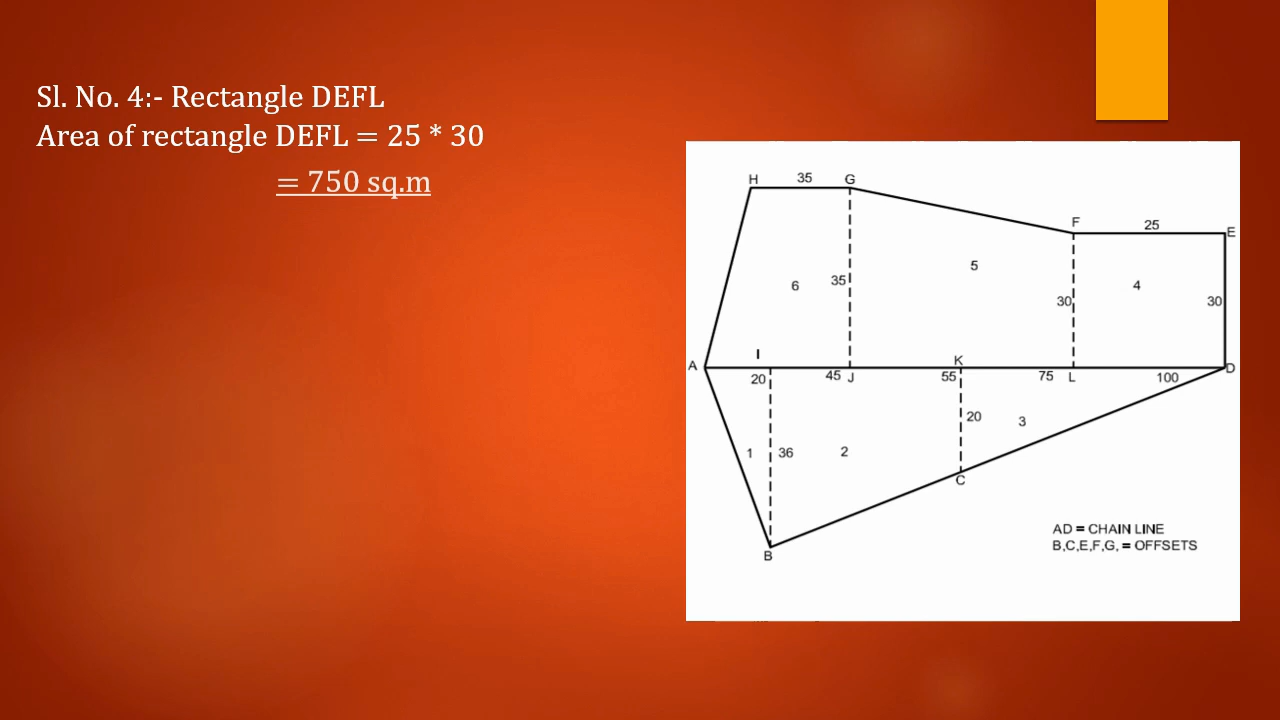 Sl. No. 4:- Rectangle DEFL
Area of rectangle DEFL = 25 * 30
= 750 sq.m
H 35 G
F 25 E
5
6 35 4
30 30
A I K D
20 45 J 55 75 L 100
20 3
1 36 2
C
AD = CHAIN LINE
B,C,E,F,G, = OFFSETS
B